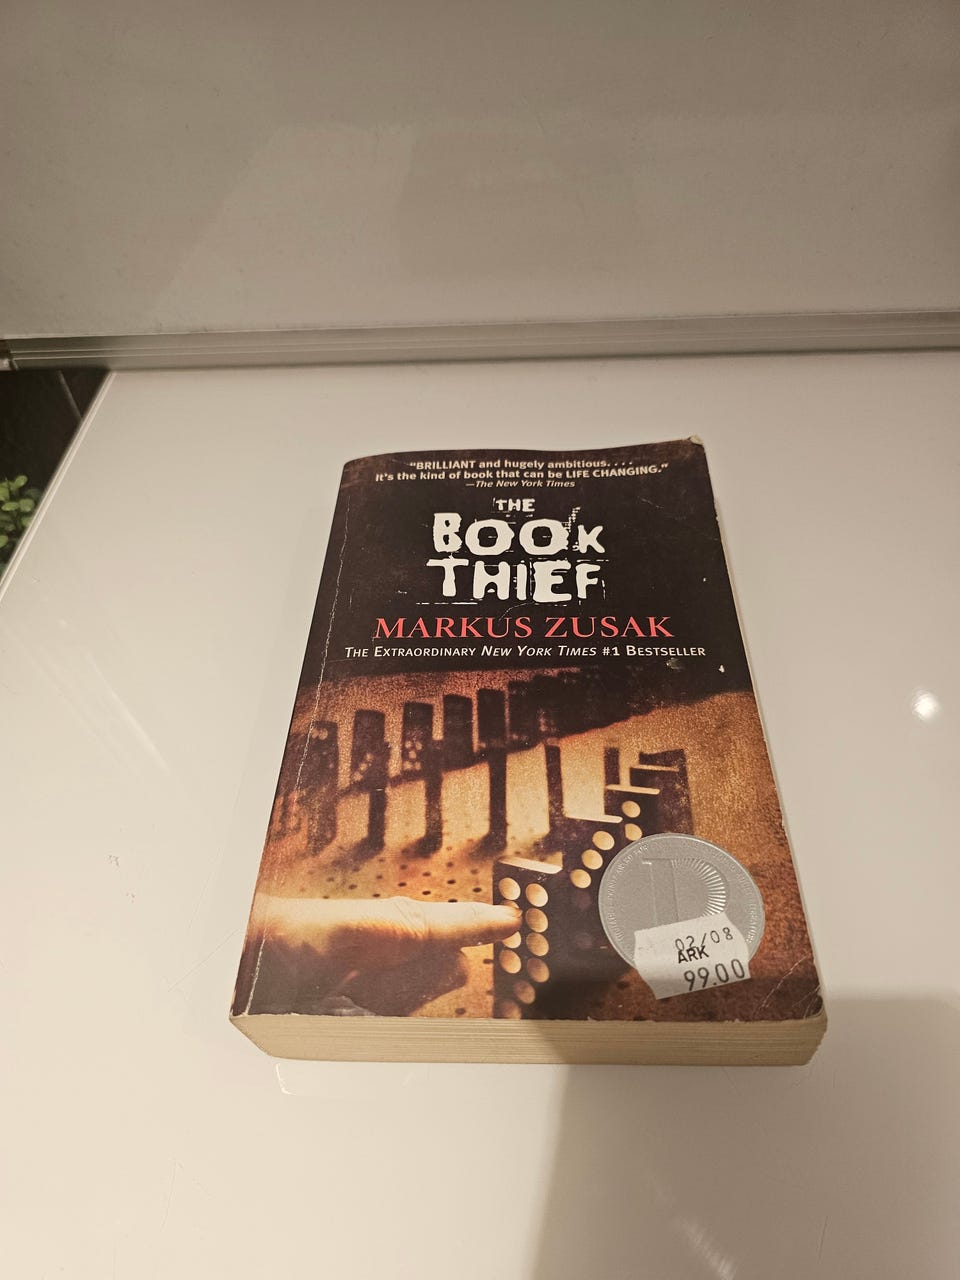 "BRILLIANT and hugely ambitious. . . .
It's the kind of book that can be LIFE CHANGING."
—The New York Times
THE
BOOK
THIEF
MARKUS ZUSAK
THE EXTRAORDINARY NEW YORK TIMES #1 BESTSELLER
02/08
ARK
99.00